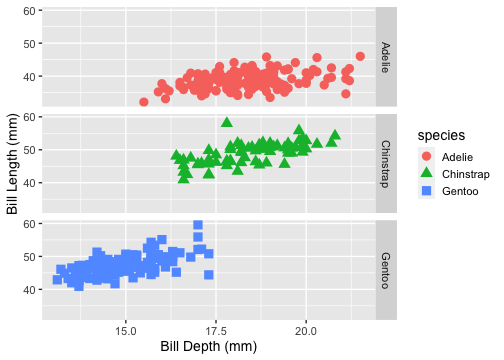 60
50
40
Adelie
60
50
40
Chinstrap
60
50
40
Gentoo
15.0 17.5 20.0
Bill Depth (mm)
Bill Length (mm)
species
Adelie
Chinstrap
Gentoo